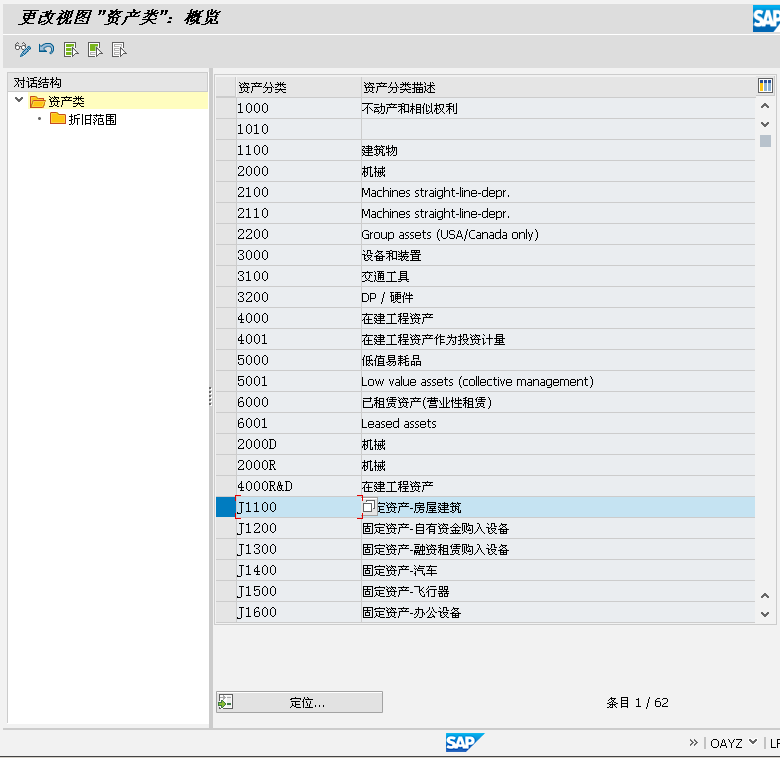 更改视图 "资产类": 概览
SAP
对话结构
资产类
折旧范围
资产分类 资产分类描述
1000 不动产和相似权利
1010
1100 建筑物
2000 机械
2100 Machines straight-line-depr.
2110 Machines straight-line-depr.
2200 Group assets (USA/Canada only)
3000 设备和装置
3100 交通工具
3200 DP / 硬件
4000 在建工程资产
4001 在建工程资产作为投资计量
5000 低值易耗品
5001 Low value assets (collective management)
6000 已租赁资产(营业性租赁)
6001 Leased assets
2000D 机械
2000R 机械
4000R&D 在建工程资产
J1100 定资产-房屋建筑
J1200 固定资产-自有资金购入设备
J1300 固定资产-融资租赁购入设备
J1400 固定资产-汽车
J1500 固定资产-飞行器
J1600 固定资产-办公设备
定位... 条目 1 / 62
SAP » OAYZ